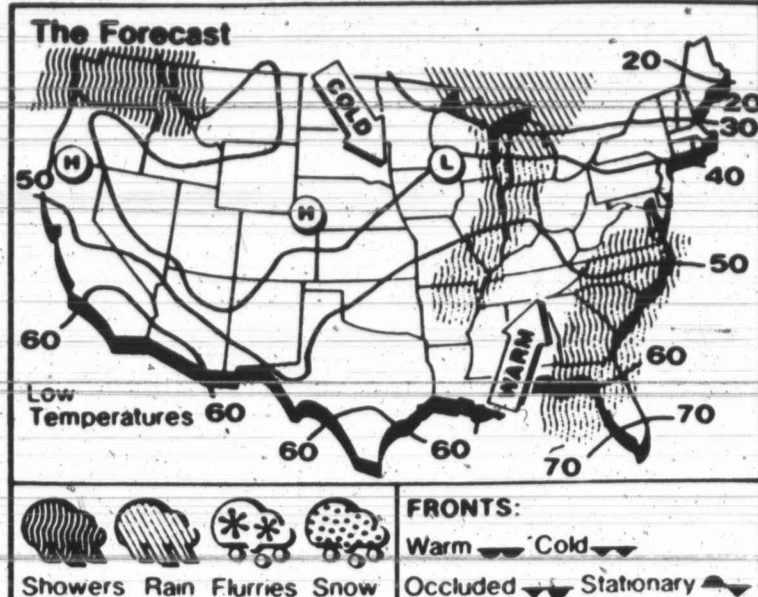 The Forecast
COLD
20
20
30
H
L
50
40
H
50
60
WARM
60
Low
Temperatures
60
60
60
70
70
FRONTS:
Warm Cold
Showers Rain Flurries Snow
Occluded Stationary